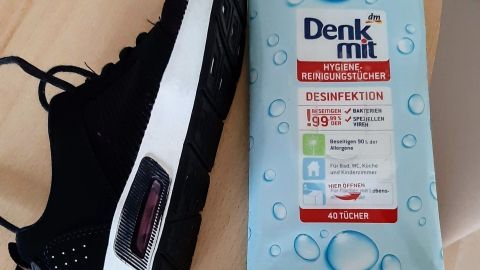 dm
Denk
mit
HYGIENE-
REINIGUNGSTÜCHER
DESINFEKTION
BESEITIGEN
99,99% DER
✓ BAKTERIEN
✓ SPEZIELLEN VIREN
Beseitigen 90% der
Allergene
Für Bad, WC, Küche
und Kinderzimmer
HIER ÖFFNEN
40 TÜCHER